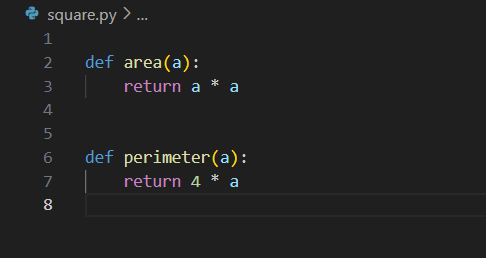 square.py > ...
1
2 def area(a):
3     return a * a
4
5
6 def perimeter(a):
7     return 4 * a
8